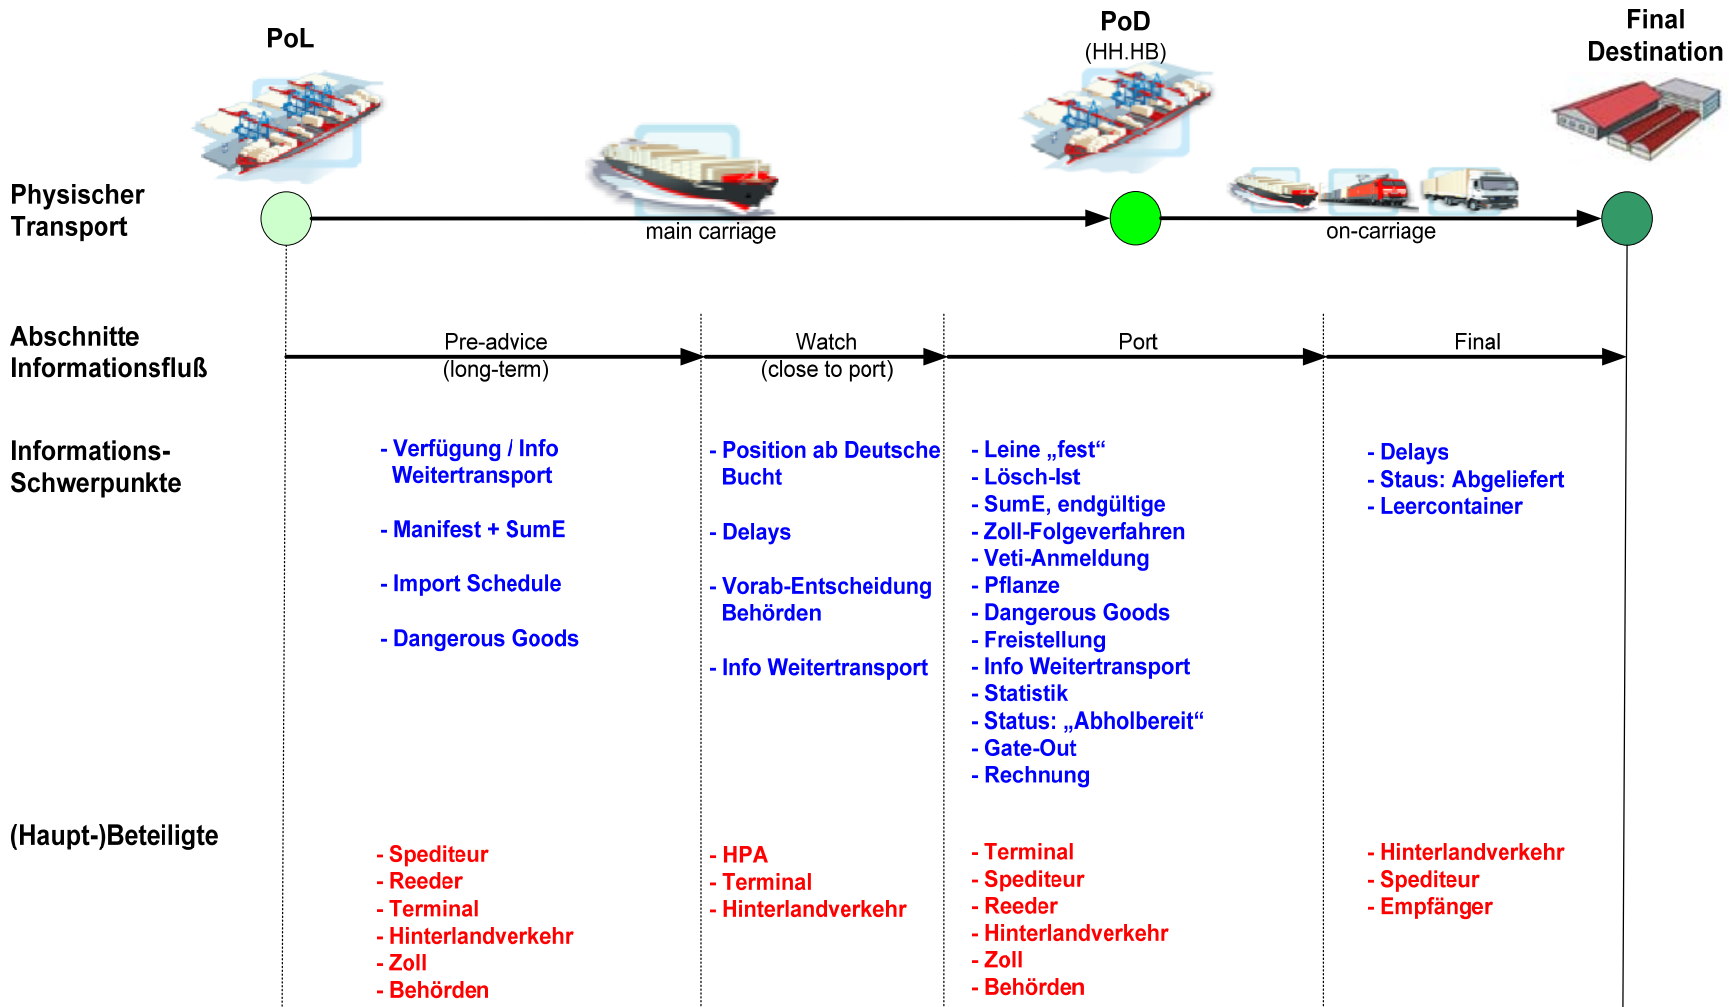 PoL
PoD
(HH.HB)
Final
Destination
Physischer
Transport
main carriage
on-carriage
Abschnitte
Informationsfluß
Pre-advice
(long-term)
Watch
(close to port)
Port
Final
Informations-
Schwerpunkte
- Verfügung / Info
Weitertransport
- Manifest + SumE
- Import Schedule
- Dangerous Goods
- Position ab Deutsche
Bucht
- Delays
- Vorab-Entscheidung
Behörden
- Info Weitertransport
- Leine „fest“
- Lösch-Ist
- SumE, endgültige
- Zoll-Folgeverfahren
- Veti-Anmeldung
- Pflanze
- Dangerous Goods
- Freistellung
- Info Weitertransport
- Statistik
- Status: „Abholbereit“
- Gate-Out
- Rechnung
- Delays
- Staus: Abgeliefert
- Leercontainer
(Haupt-)Beteiligte
- Spediteur
- Reeder
- Terminal
- Hinterlandverkehr
- Zoll
- Behörden
- HPA
- Terminal
- Hinterlandverkehr
- Terminal
- Spediteur
- Reeder
- Hinterlandverkehr
- Zoll
- Behörden
- Hinterlandverkehr
- Spediteur
- Empfänger